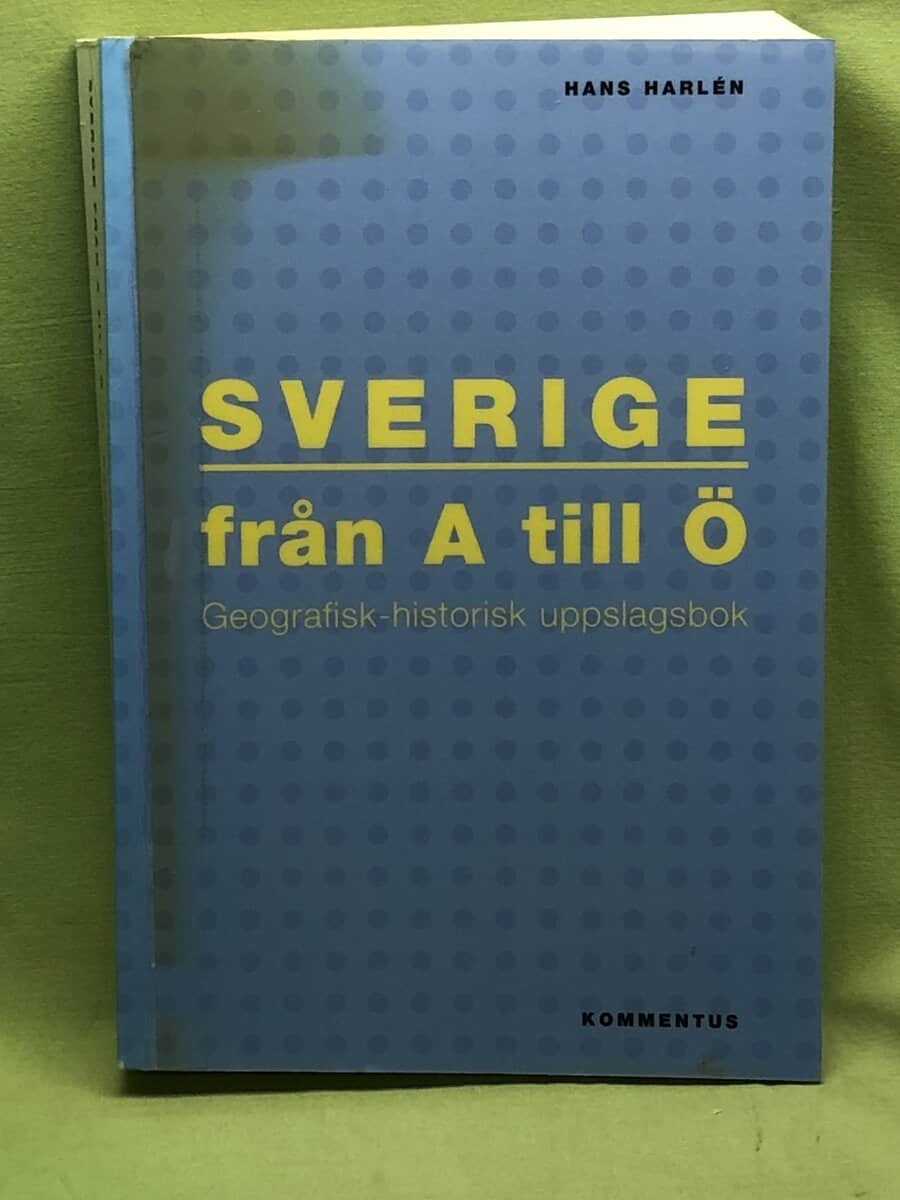 HANS HARLÉN
SVERIGE
från A till Ö
Geografisk-historisk uppslagsbok
KOMMENTUS